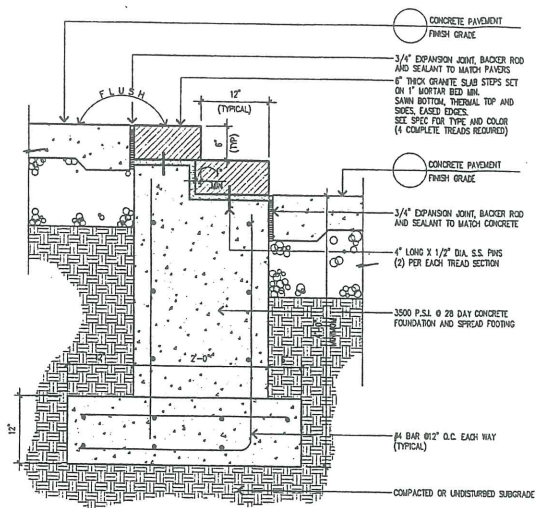 CONCRETE PAVEMENT
FINISH GRADE
3/4" EXPANSION JOINT, BACKER ROD
AND SEALANT TO MATCH PAVERS
6" THICK GRANITE SLAB STEPS SET
ON 1" MORTAR BED MIN.
SAWN BOTTOM, THERMAL TOP AND
SIDES, EASED EDGES.
SEE SPEC FOR TYPE AND COLOR
(4 COMPLETE TREADS REQUIRED)
FLUSH
12"
(TYPICAL)
6"
(TYP)
MIN
CONCRETE PAVEMENT
FINISH GRADE
3/4" EXPANSION JOINT, BACKER ROD
AND SEALANT TO MATCH CONCRETE
4" LONG X 1/2" DIA. S.S. PINS
(2) PER EACH TREAD SECTION
3500 P.S.I. @ 28 DAY CONCRETE
FOUNDATION AND SPREAD FOOTING
2'-0"
12"
#4 BAR @12" O.C. EACH WAY
(TYPICAL)
COMPACTED OR UNDISTURBED SUBGRADE